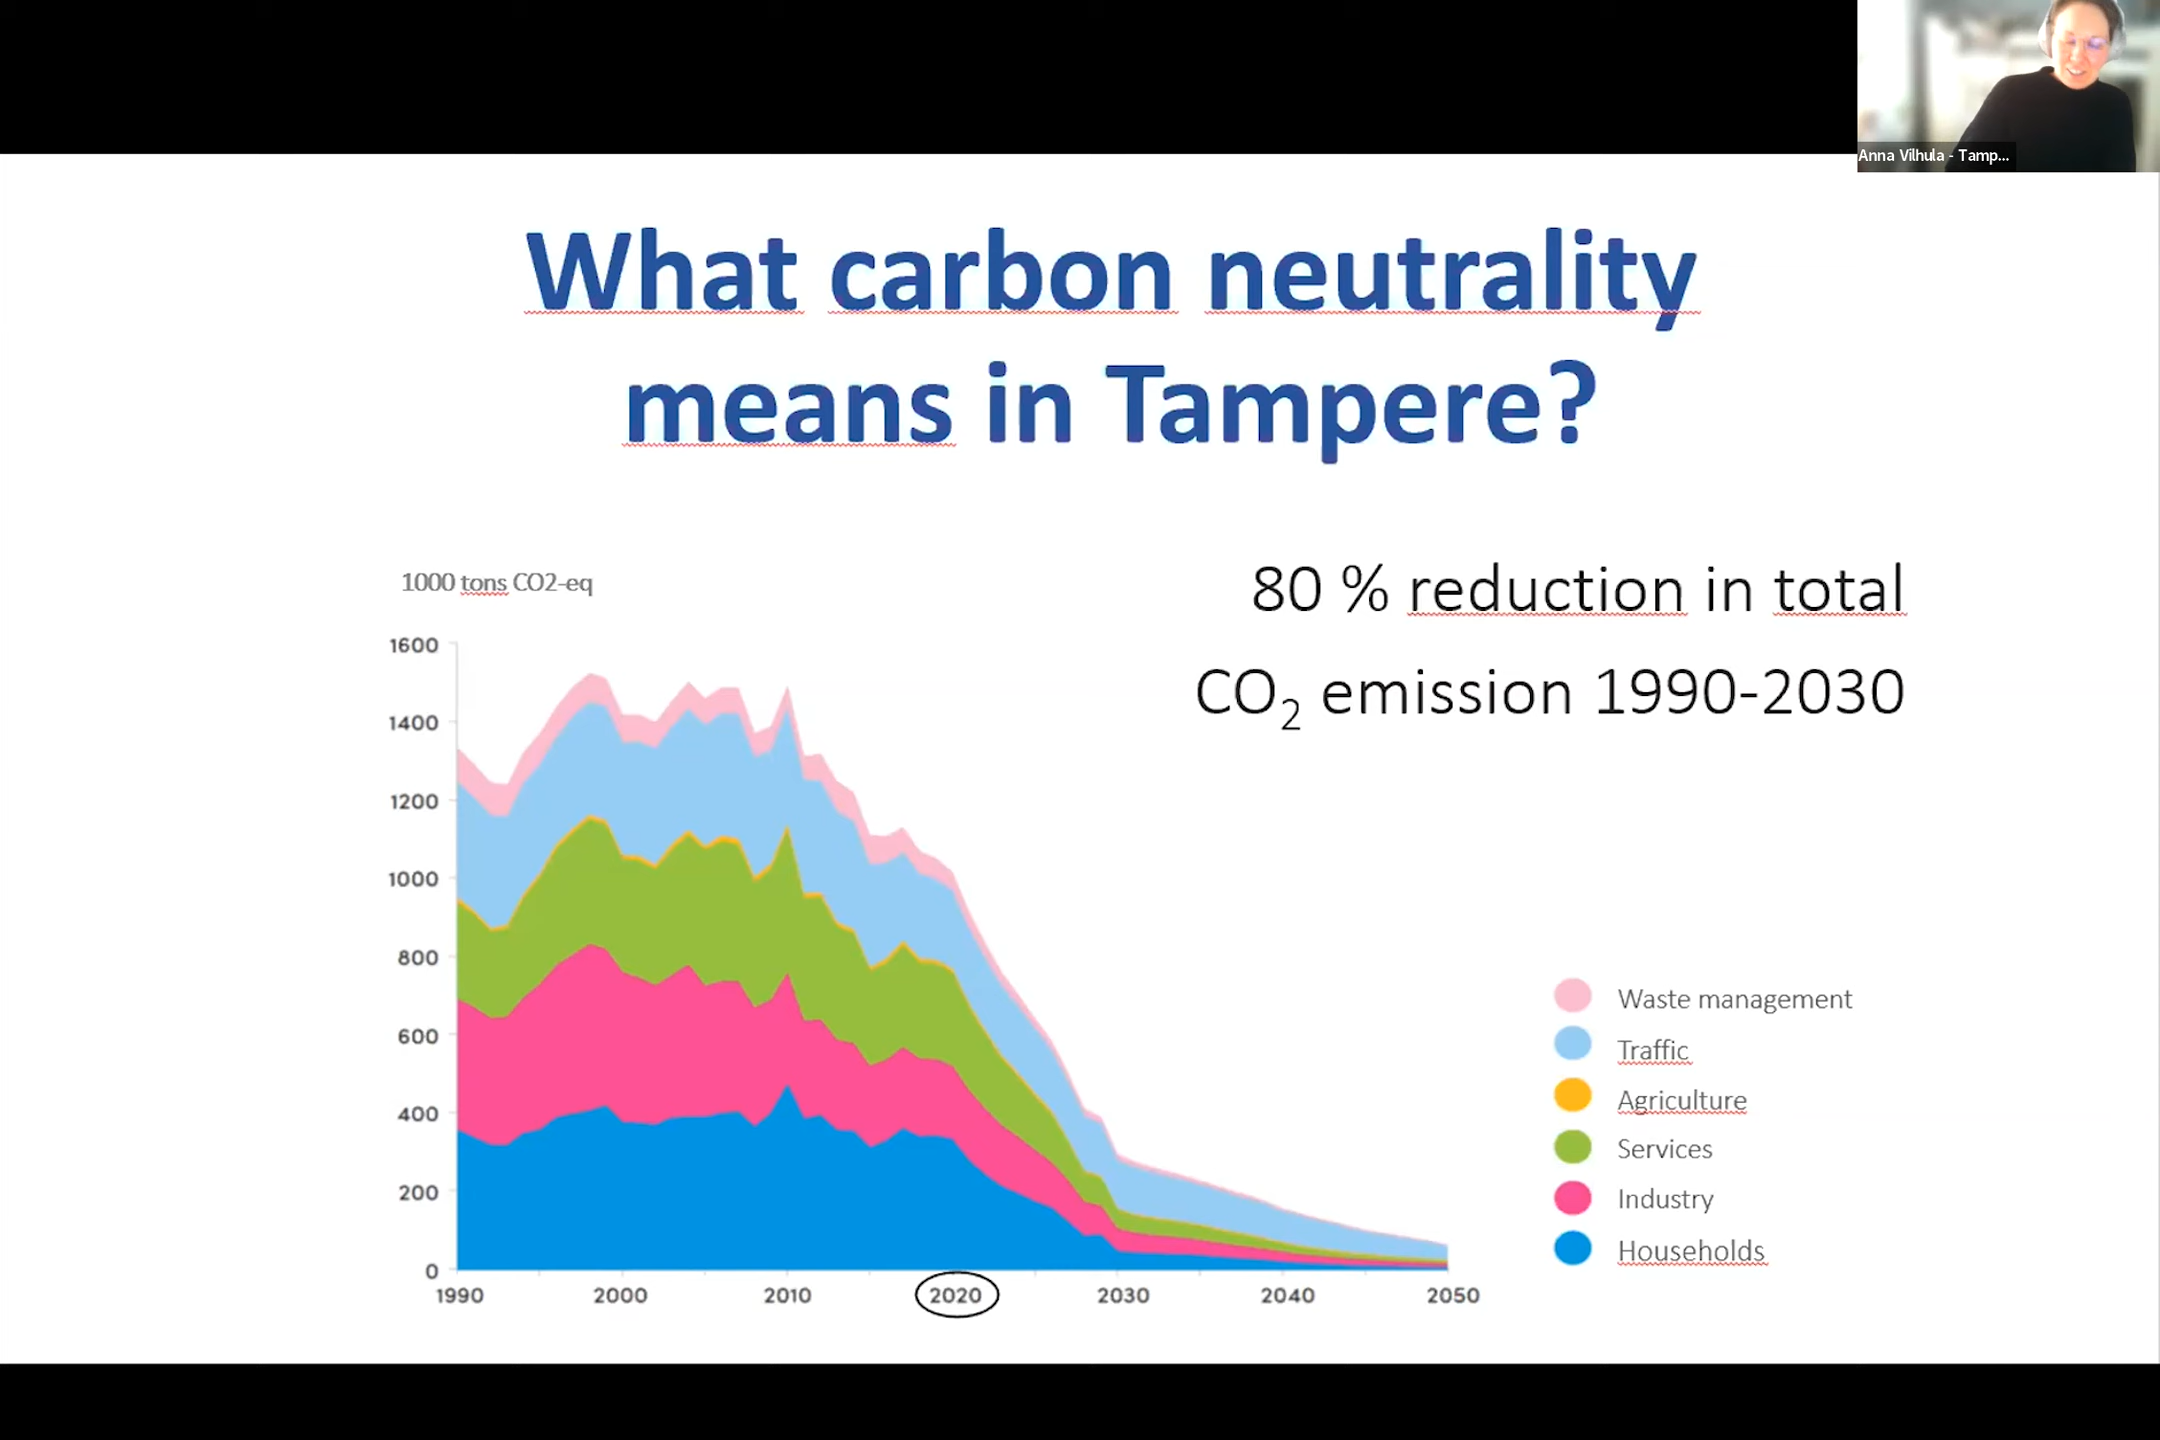 Anna Vilhula - Tamp...
What carbon neutrality
means in Tampere?
1000 tons CO2-eq
80 % reduction in total
CO₂ emission 1990-2030
1600
1400
1200
1000
800
600
400
200
0
1990 2000 2010 2020 2030 2040 2050
Waste management
Traffic
Agriculture
Services
Industry
Households